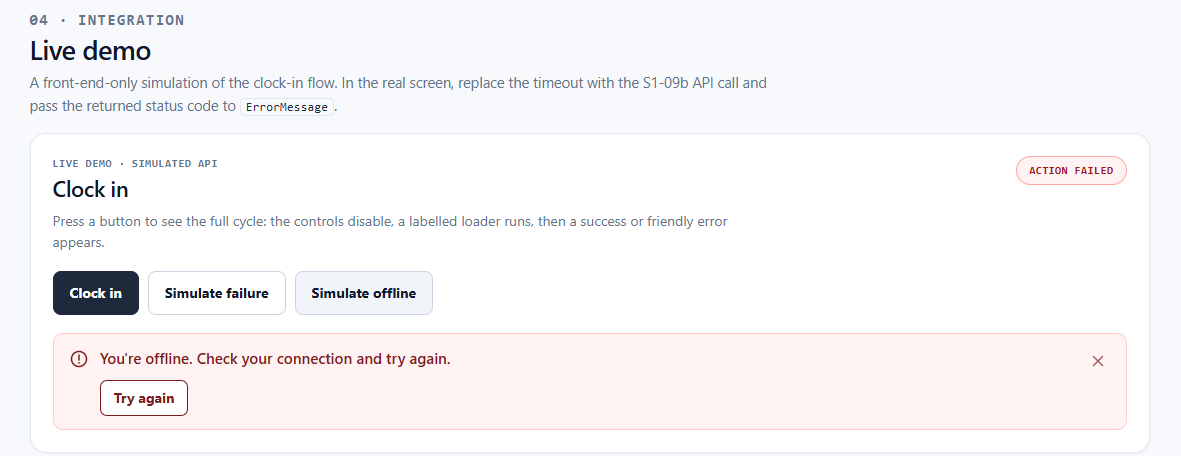 04 · INTEGRATION
Live demo
A front-end-only simulation of the clock-in flow. In the real screen, replace the timeout with the S1-09b API call and
pass the returned status code to ErrorMessage.
LIVE DEMO · SIMULATED API
ACTION FAILED
Clock in
Press a button to see the full cycle: the controls disable, a labelled loader runs, then a success or friendly error
appears.
Clock in Simulate failure Simulate offline
You're offline. Check your connection and try again.
Try again